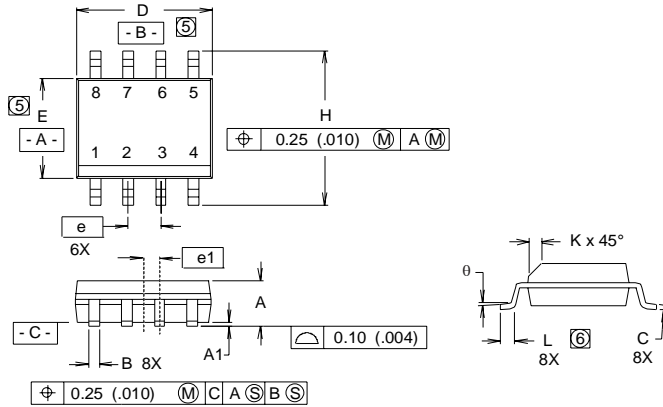 D
- B -
5
8 7 6 5
5
E
- A -
H
⌖ 0.25 (.010) Ⓜ A Ⓜ
1 2 3 4
e
6X
e1
K x 45°
θ
A
- C -
A1
⌓ 0.10 (.004)
L 6
8X
C
8X
B 8X
⌖ 0.25 (.010) Ⓜ C A Ⓢ B Ⓢ